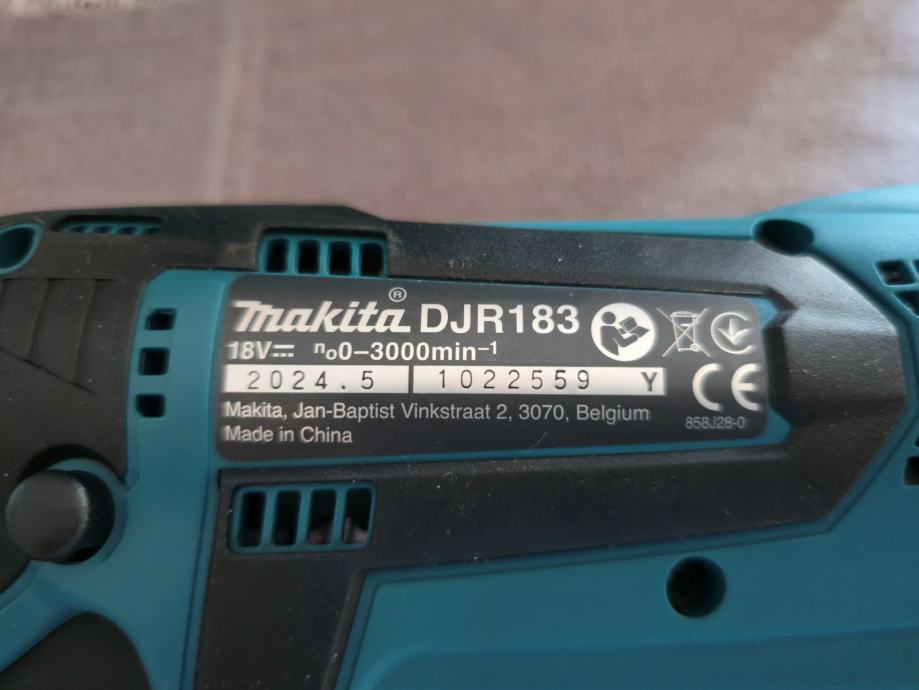 makita® DJR183
18V⎓ n₀0-3000min⁻¹
2024.5 1022559 Y
CE
Makita, Jan-Baptist Vinkstraat 2, 3070, Belgium
858J28-0
Made in China